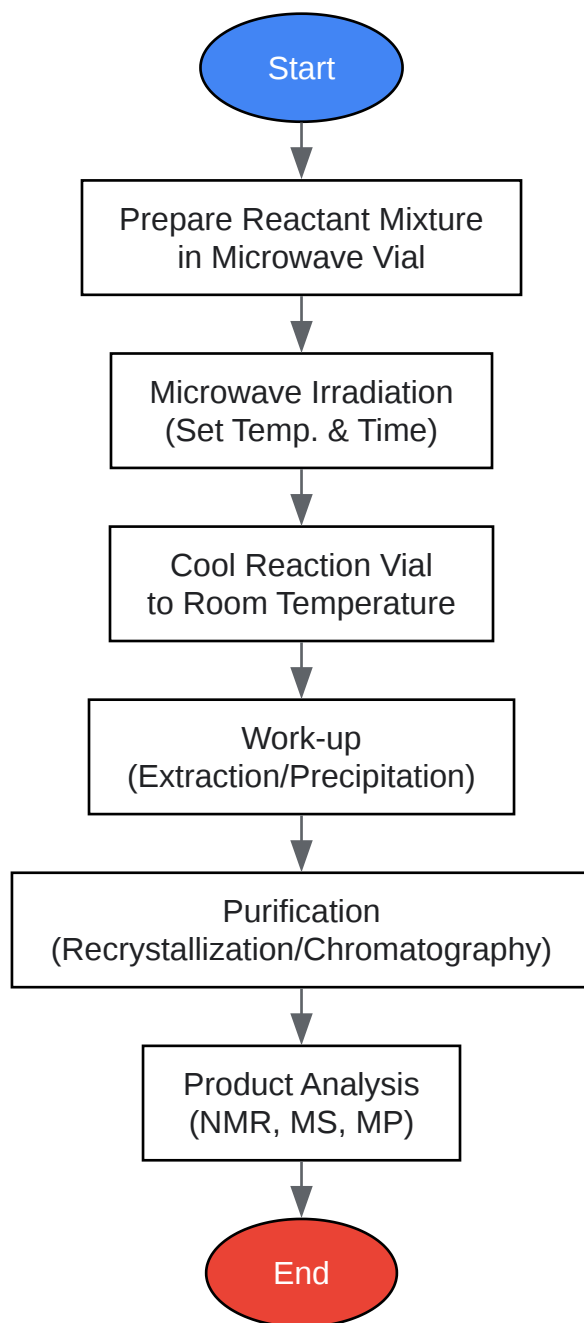 Start
Prepare Reactant Mixture
in Microwave Vial
Microwave Irradiation
(Set Temp. & Time)
Cool Reaction Vial
to Room Temperature
Work-up
(Extraction/Precipitation)
Purification
(Recrystallization/Chromatography)
Product Analysis
(NMR, MS, MP)
End